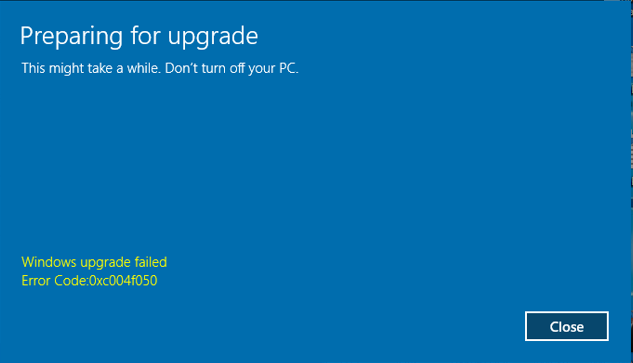 Preparing for upgrade
This might take a while. Don't turn off your PC.
Windows upgrade failed
Error Code:0xc004f050
Close